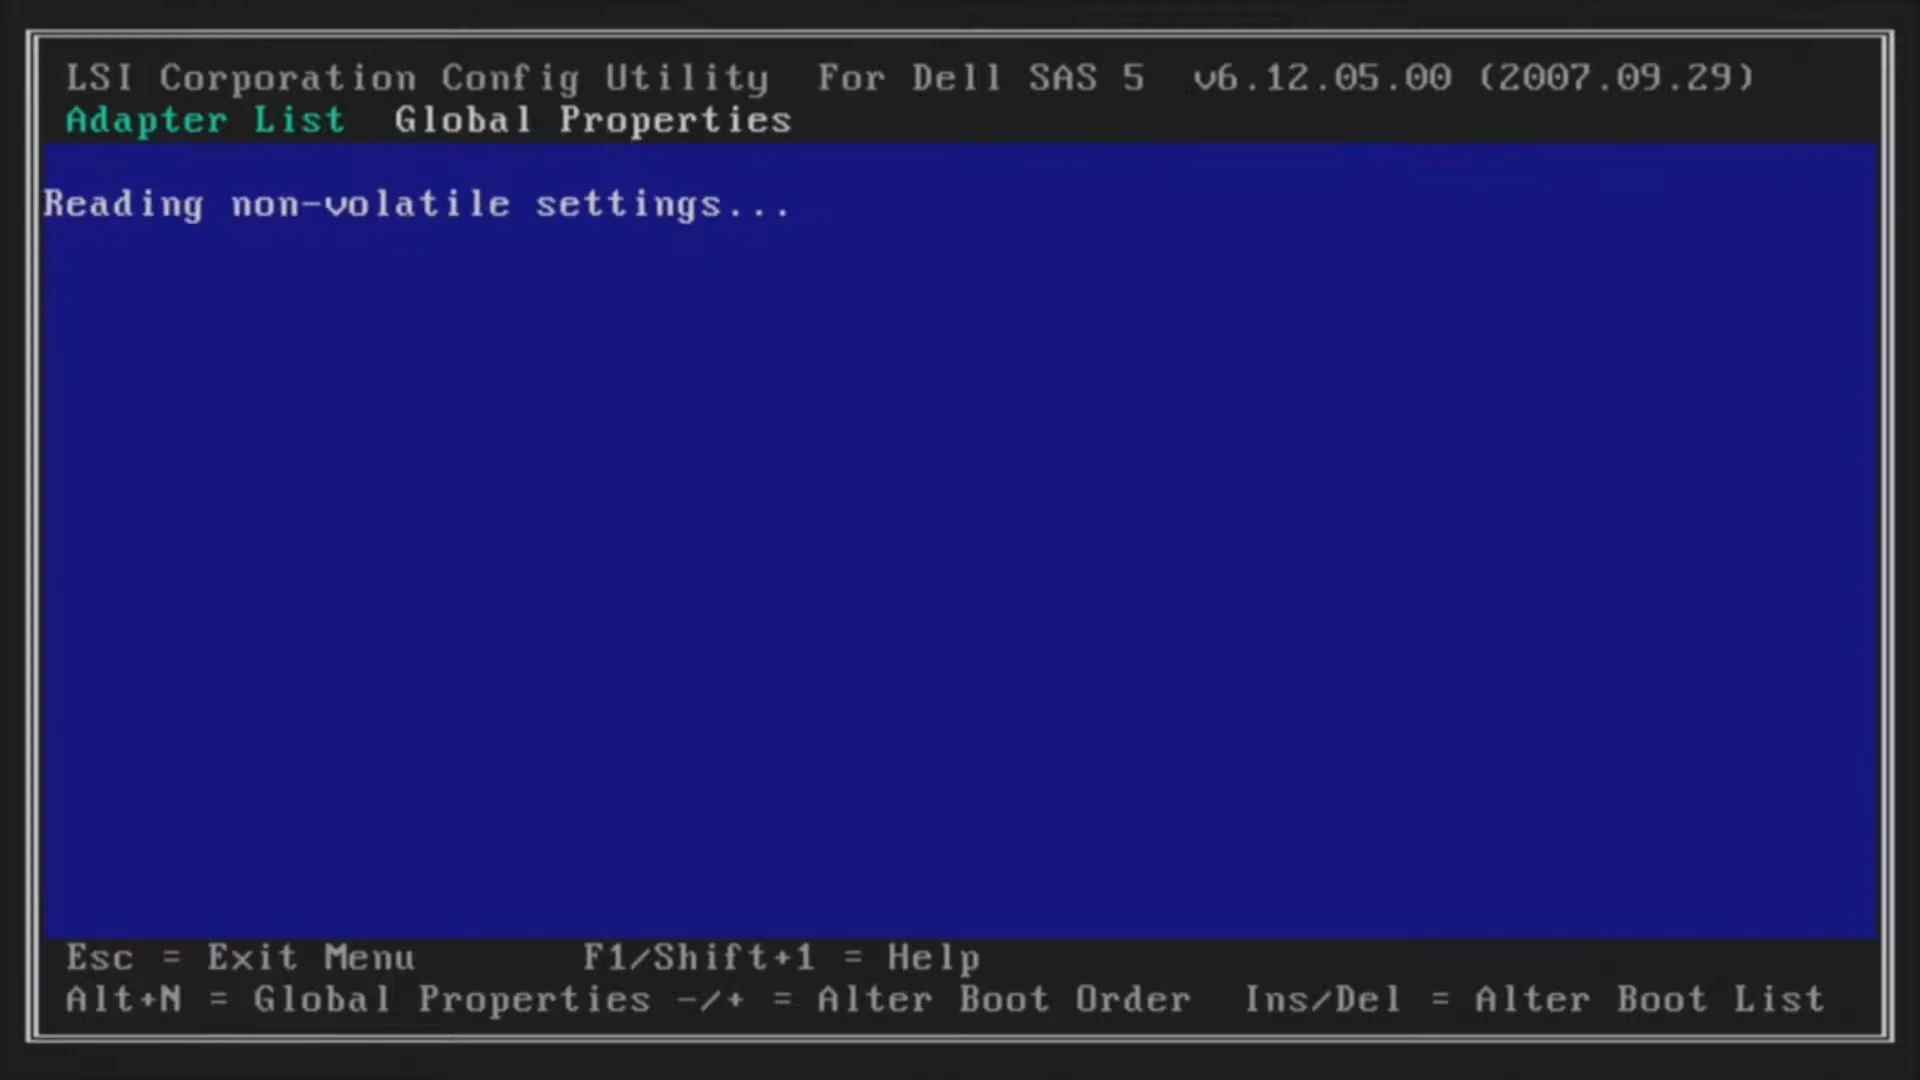 LSI Corporation Config Utility  For Dell SAS 5  v6.12.05.00 (2007.09.29)
Adapter List  Global Properties
Reading non-volatile settings...
Esc = Exit Menu  F1/Shift+1 = Help
Alt+N = Global Properties -/+ = Alter Boot Order  Ins/Del = Alter Boot List